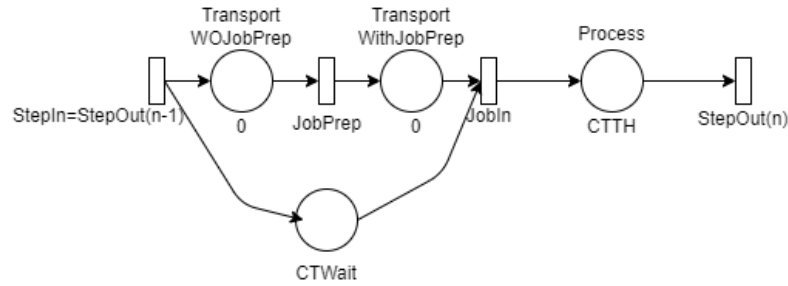 Transport
WOJobPrep
Transport
WithJobPrep
Process
StepIn=StepOut(n-1)
0
JobPrep
0
JobIn
CTTH
StepOut(n)
CTWait